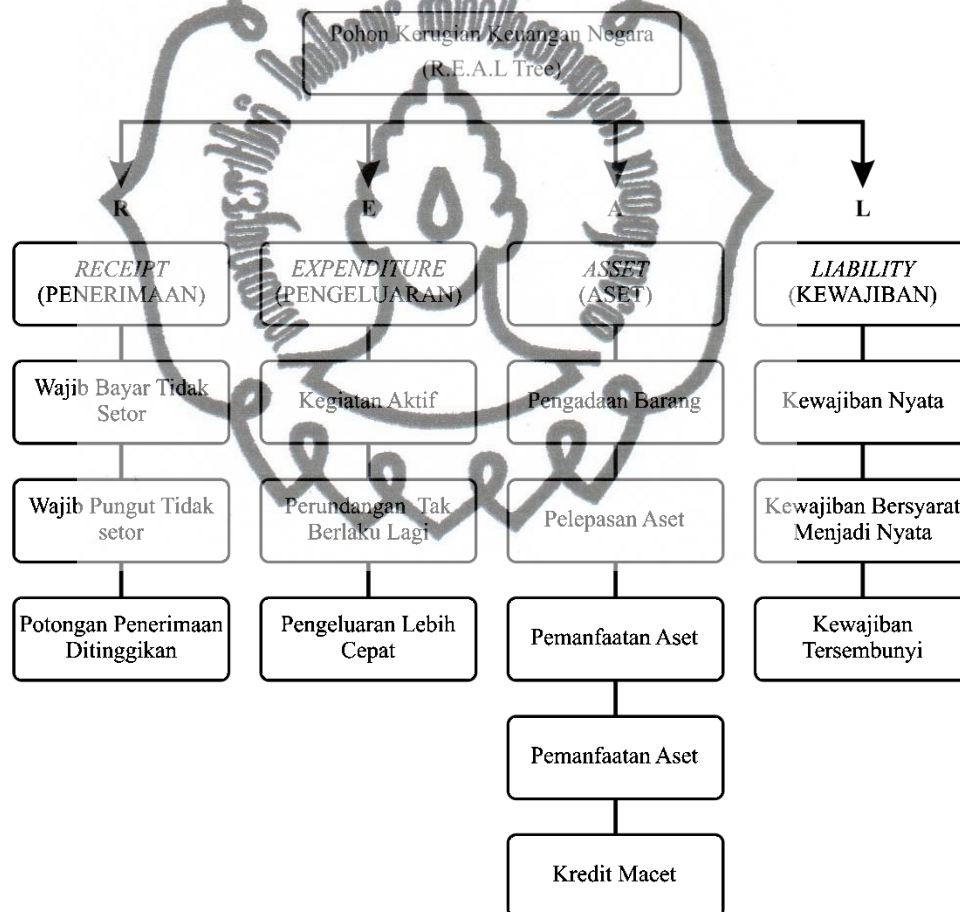 Pohon Kerugian Keuangan Negara
(R.E.A.L Tree)
R
E
A
L
RECEIPT
(PENERIMAAN)
EXPENDITURE
(PENGELUARAN)
ASSET
(ASET)
LIABILITY
(KEWAJIBAN)
Wajib Bayar Tidak
Setor
Kegiatan Aktif
Pengadaan Barang
Kewajiban Nyata
Wajib Pungut Tidak
setor
Perundangan Tak
Berlaku Lagi
Pelepasan Aset
Kewajiban Bersyarat
Menjadi Nyata
Potongan Penerimaan
Ditinggikan
Pengeluaran Lebih
Cepat
Pemanfaatan Aset
Kewajiban
Tersembunyi
Pemanfaatan Aset
Kredit Macet